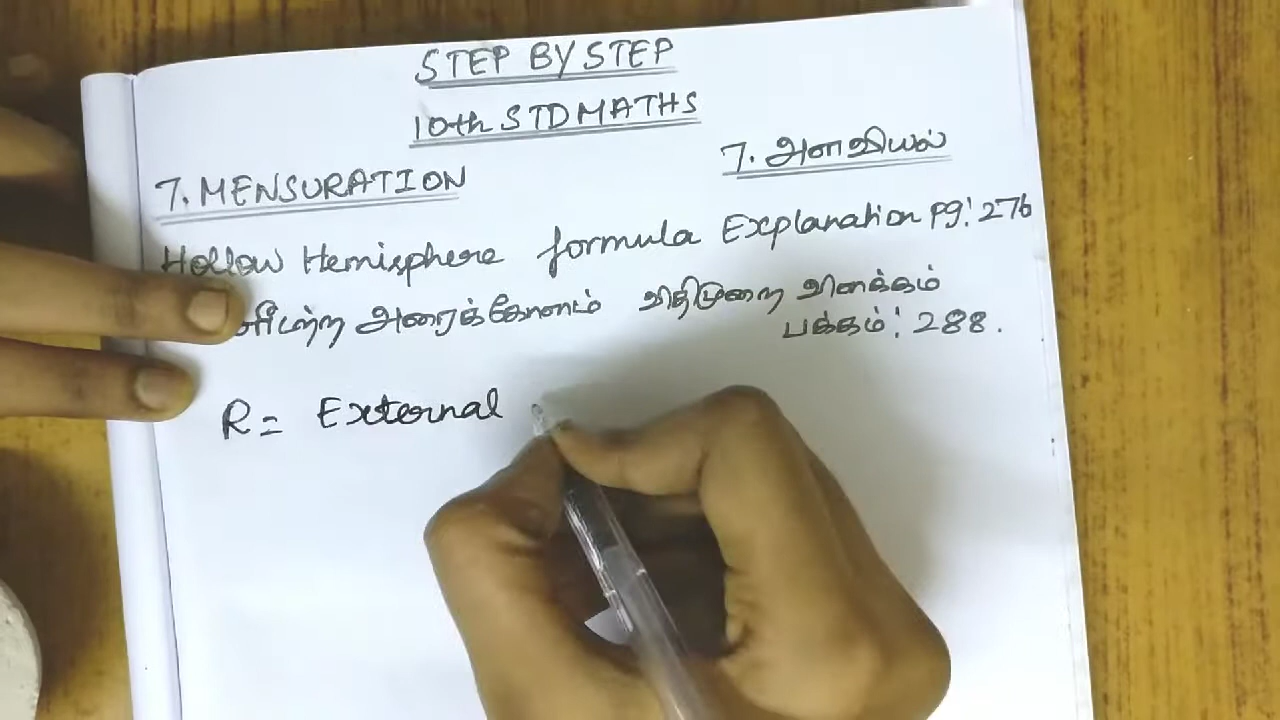 STEP BY STEP
10th STD MATHS
7. MENSURATION
7. அளவியல்
Hollow Hemisphere formula Explanation pg: 276
அரைக்கோளம் விதிமுறை விளக்கம்
பக்கம்: 288.
R = External